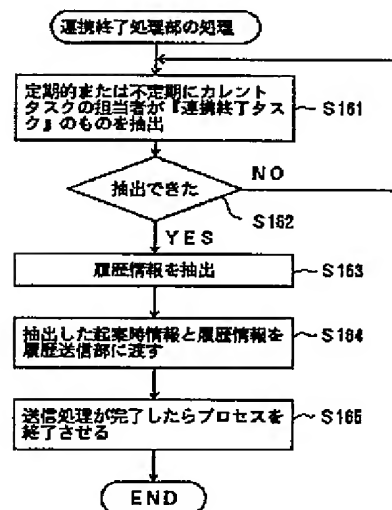 連携終了処理部の処理
定期的または不定期にカレント
タスクの担当者が『連携終了タス
ク』のものを抽出
S161
抽出できた
NO
S162
YES
履歴情報を抽出
S163
抽出した起案時情報と履歴情報を
履歴送信部に渡す
S164
送信処理が完了したらプロセスを
終了させる
S165
END